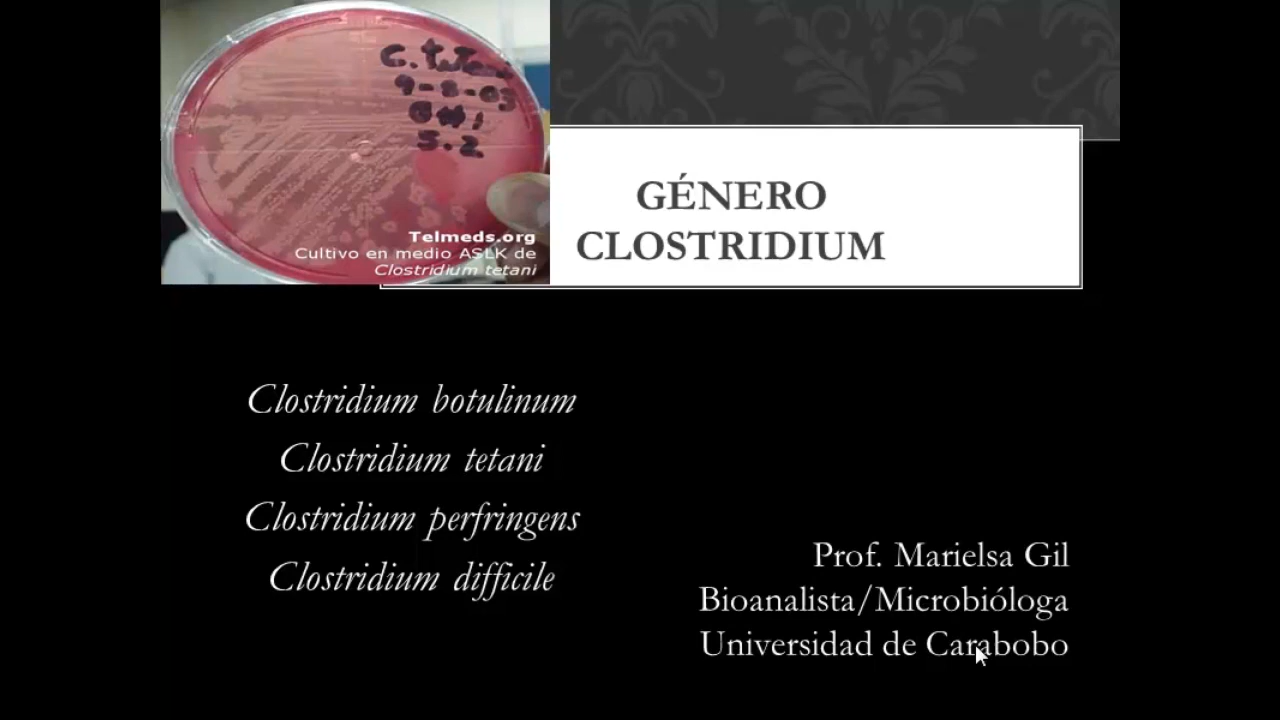 C. Tetani
9-8-03
5.2
Telmeds.org
Cultivo en medio ASLK de
Clostridium tetani
GÉNERO
CLOSTRIDIUM
Clostridium botulinum
Clostridium tetani
Clostridium perfringens
Clostridium difficile
Prof. Marielsa Gil
Bioanalista/Microbióloga
Universidad de Carabobo